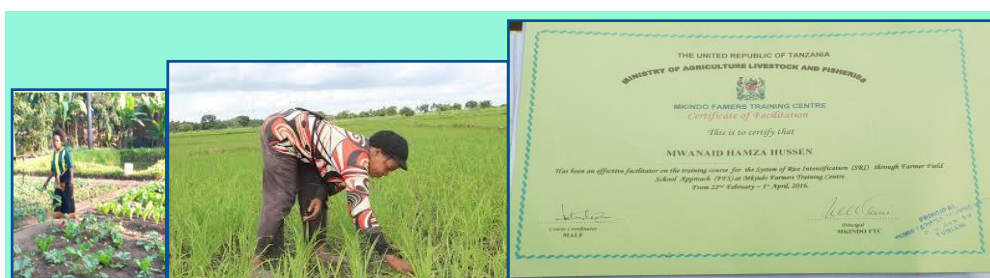 THE UNITED REPUBLIC OF TANZANIA
MINISTRY OF AGRICULTURE LIVESTOCK AND FISHERIES
MKINDO FAMERS TRAINING CENTRE
Certificate of Facilitation
This is to certify that
MWANAID HAMZA HUSSEN
Has been an effective facilitator on the training course for the System of Rice Intensification (SRI) through Farmer Field
School Approach (FFS) at Mkindo Farmers Training Centre
From 22nd February – 1st April, 2016.
Course Coordinator
MALF
Principal
MKINDO FTC
PRINCIPAL
TURIANI